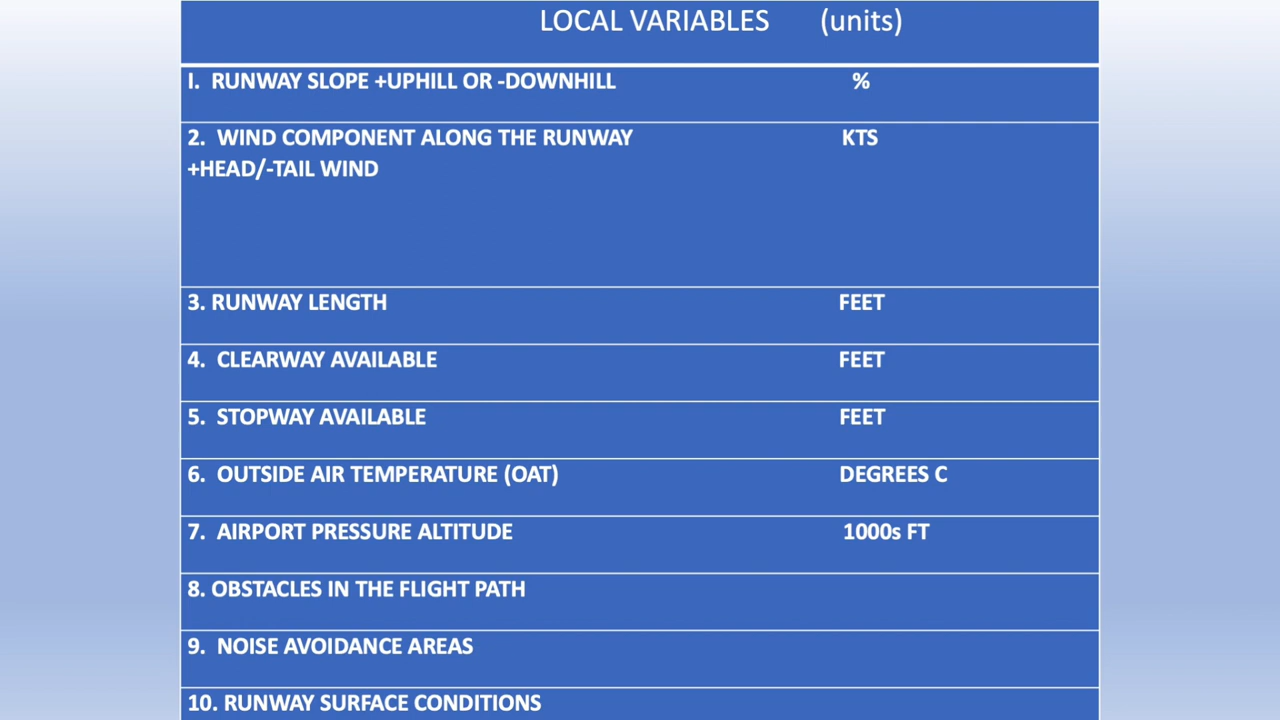 LOCAL VARIABLES (units)
I. RUNWAY SLOPE +UPHILL OR -DOWNHILL %
2. WIND COMPONENT ALONG THE RUNWAY KTS
+HEAD/-TAIL WIND
3. RUNWAY LENGTH FEET
4. CLEARWAY AVAILABLE FEET
5. STOPWAY AVAILABLE FEET
6. OUTSIDE AIR TEMPERATURE (OAT) DEGREES C
7. AIRPORT PRESSURE ALTITUDE 1000s FT
8. OBSTACLES IN THE FLIGHT PATH
9. NOISE AVOIDANCE AREAS
10. RUNWAY SURFACE CONDITIONS